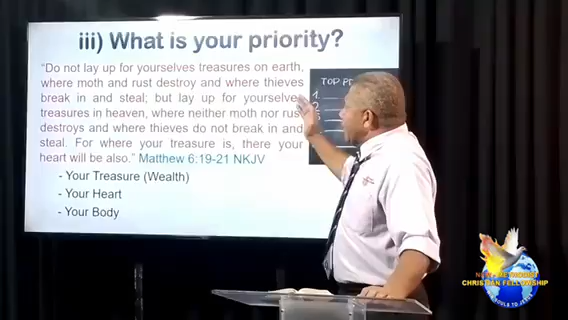 iii) What is your priority?
“Do not lay up for yourselves treasures on earth,
where moth and rust destroy and where thieves
break in and steal; but lay up for yourselves
treasures in heaven, where neither moth nor rust
destroys and where thieves do not break in and
steal. For where your treasure is, there your
heart will be also.” Matthew 6:19-21 NKJV
- Your Treasure (Wealth)
- Your Heart
- Your Body
TOP
1.
2.
CHRISTIAN FELLOWSHIP